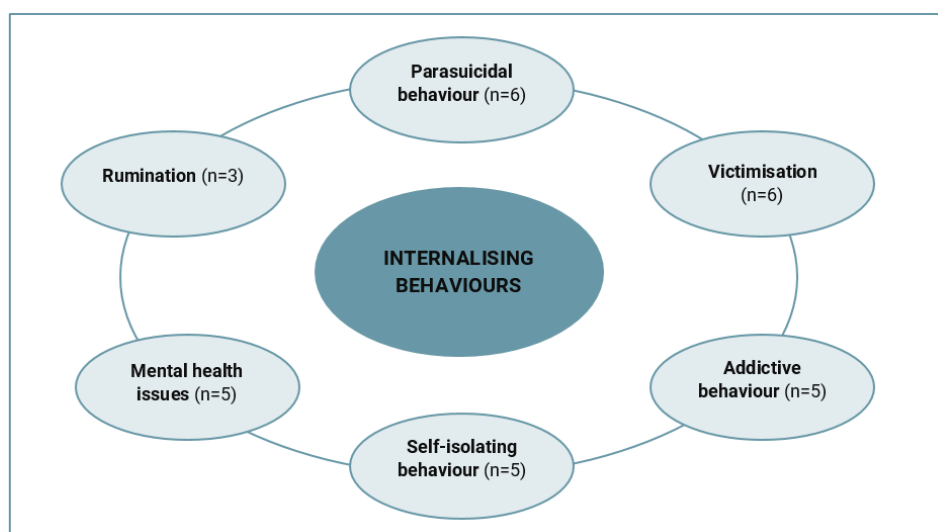 Parasuicidal
behaviour (n=6)
Rumination (n=3)
Victimisation
(n=6)
INTERNALISING
BEHAVIOURS
Mental health
issues (n=5)
Addictive
behaviour (n=5)
Self-isolating
behaviour (n=5)